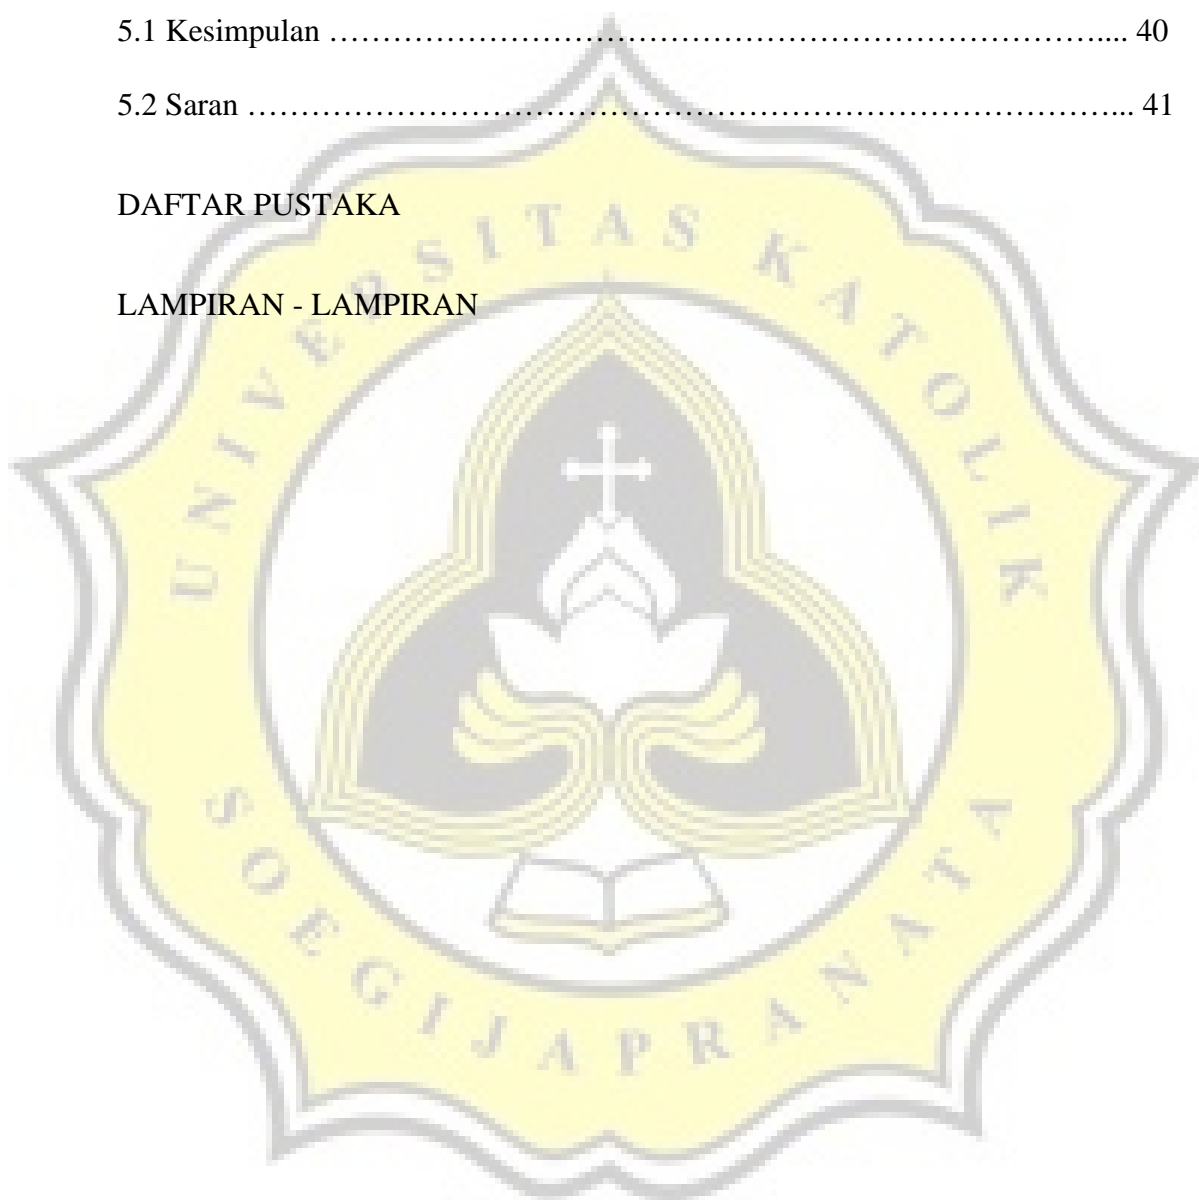 5.1 Kesimpulan ……………………………………………………………….... 40
5.2 Saran ………………………………………………………………………... 41
DAFTAR PUSTAKA
LAMPIRAN - LAMPIRAN
UNIVERSITAS KATOLIK
SOEGIJAPRANATA